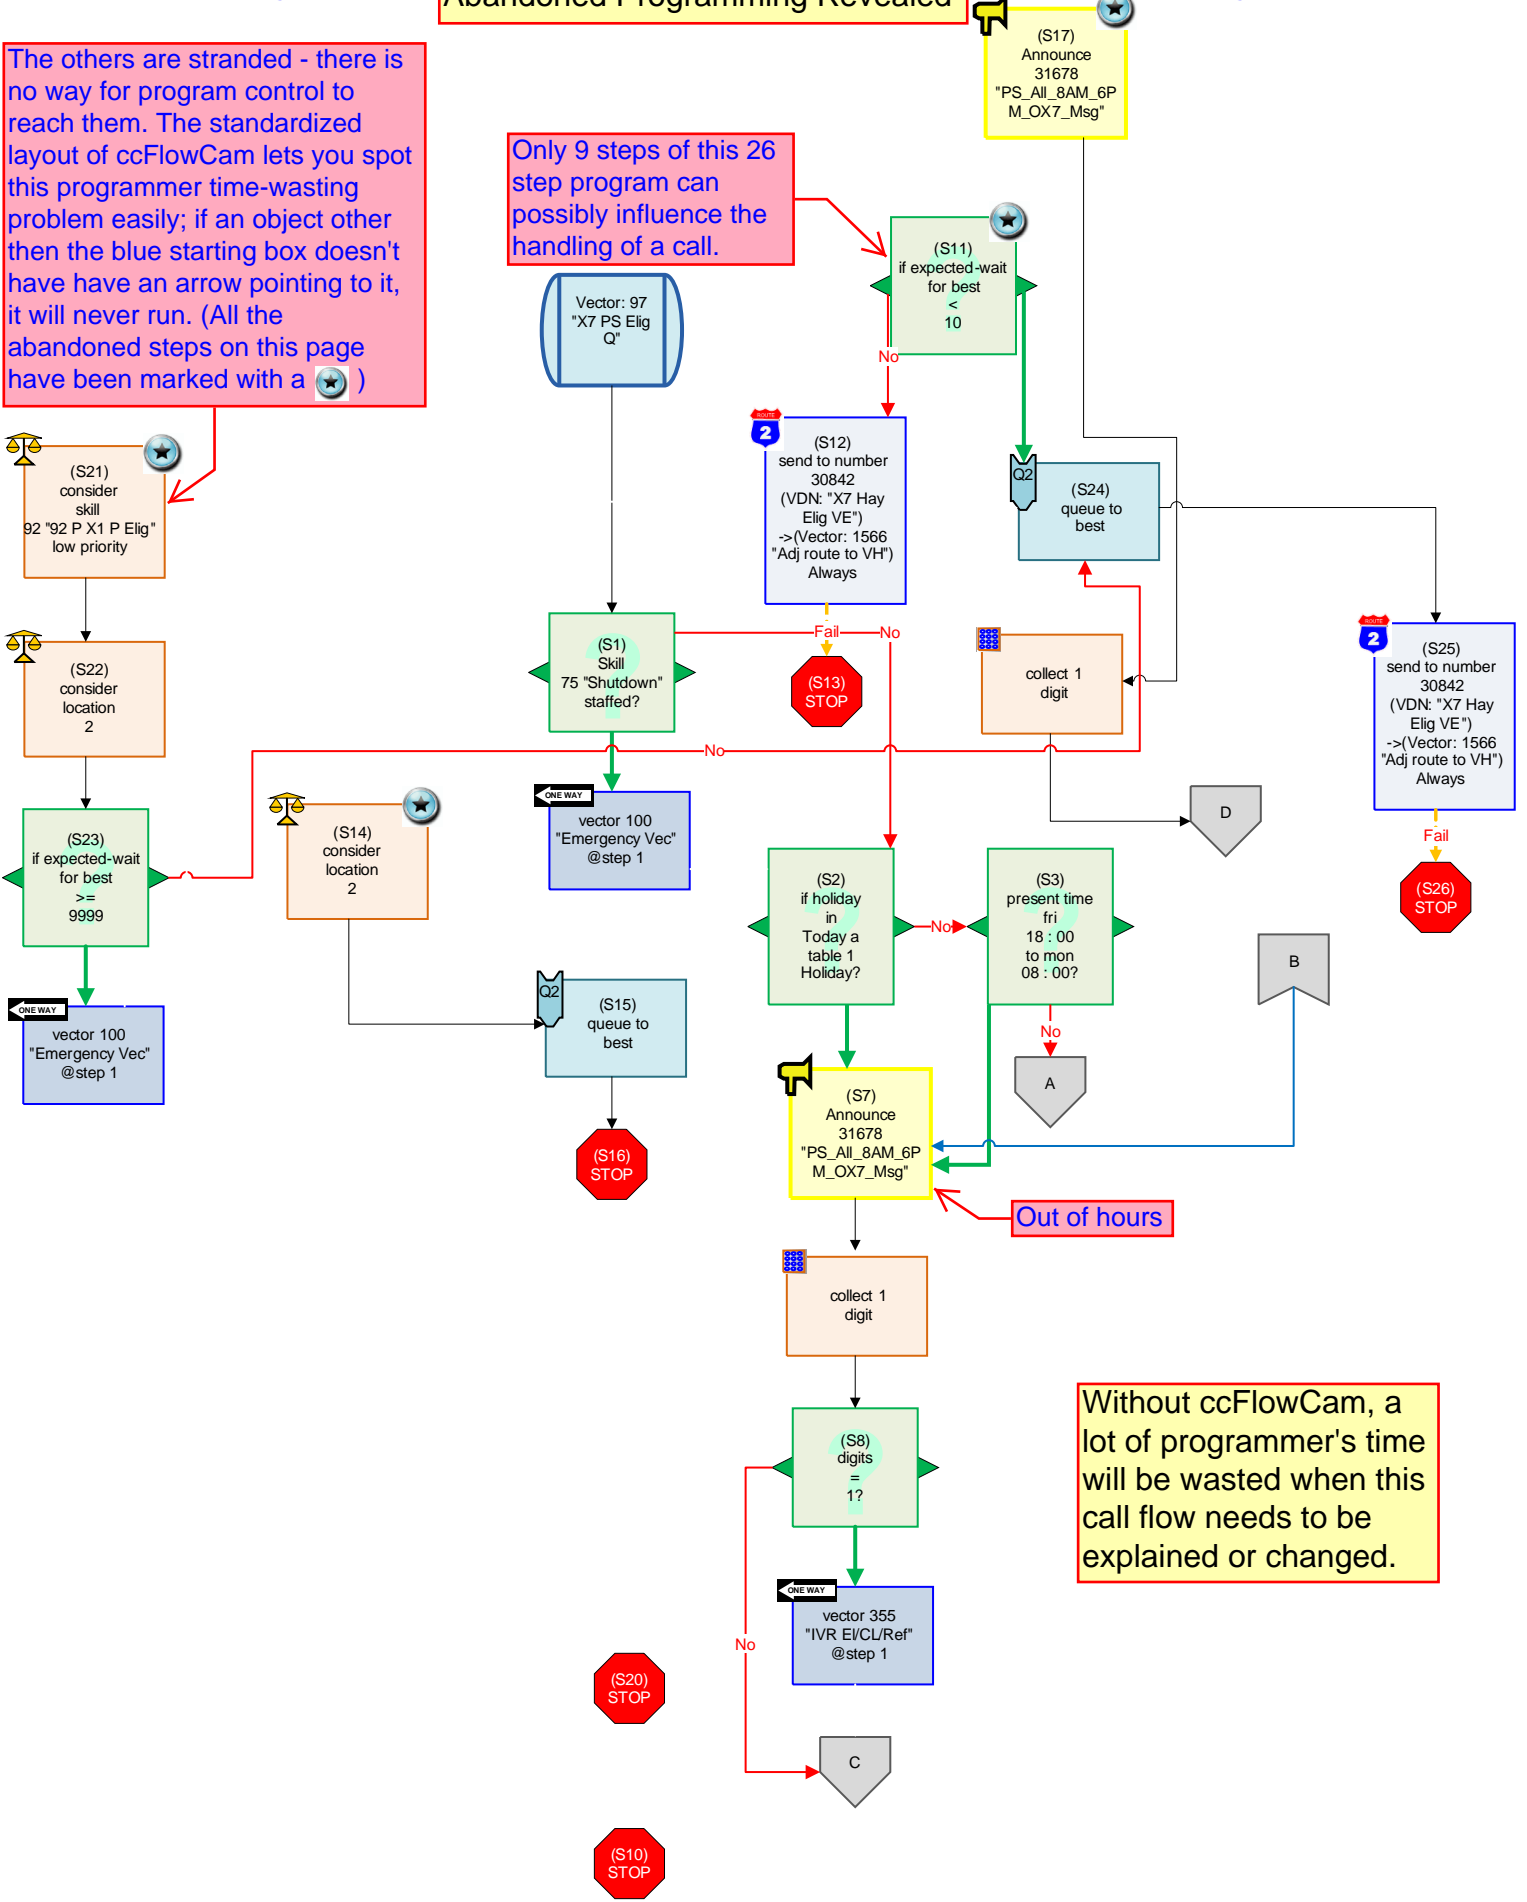 Abandoned Programming Revealed
The others are stranded - there is
no way for program control to
reach them. The standardized
layout of ccFlowCam lets you spot
this programmer time-wasting
problem easily; if an object other
then the blue starting box doesn't
have have an arrow pointing to it,
it will never run. (All the
abandoned steps on this page
have been marked with a )
(S17)
Announce
31678
"PS_All_8AM_6P
M_OX7_Msg"
Only 9 steps of this 26
step program can
possibly influence the
handling of a call.
(S11)
if expected-wait
for best
<
10
No
Vector: 97
"X7 PS Elig
Q"
ROUTE
2
(S12)
send to number
30842
(VDN: "X7 Hay
Elig VE")
->(Vector: 1566
"Adj route to VH")
Always
Fail
(S13)
STOP
Q2
(S24)
queue to
best
(S21)
consider
skill
92 "92 P X1 P Elig"
low priority
(S22)
consider
location
2
(S23)
if expected-wait
for best
>=
9999
No
ONE WAY
vector 100
"Emergency Vec"
@step 1
(S1)
Skill
75 "Shutdown"
staffed?
No
ONE WAY
vector 100
"Emergency Vec"
@step 1
collect 1
digit
D
ROUTE
2
(S25)
send to number
30842
(VDN: "X7 Hay
Elig VE")
->(Vector: 1566
"Adj route to VH")
Always
Fail
(S26)
STOP
(S14)
consider
location
2
Q2
(S15)
queue to
best
(S16)
STOP
(S2)
if holiday
in
Today a
table 1
Holiday?
No
(S3)
present time
fri
18 : 00
to mon
08 : 00?
No
A
B
(S7)
Announce
31678
"PS_All_8AM_6P
M_OX7_Msg"
Out of hours
collect 1
digit
(S8)
digits
=
1?
No
ONE WAY
vector 355
"IVR El/CL/Ref"
@step 1
C
Without ccFlowCam, a
lot of programmer's time
will be wasted when this
call flow needs to be
explained or changed.
(S20)
STOP
(S10)
STOP